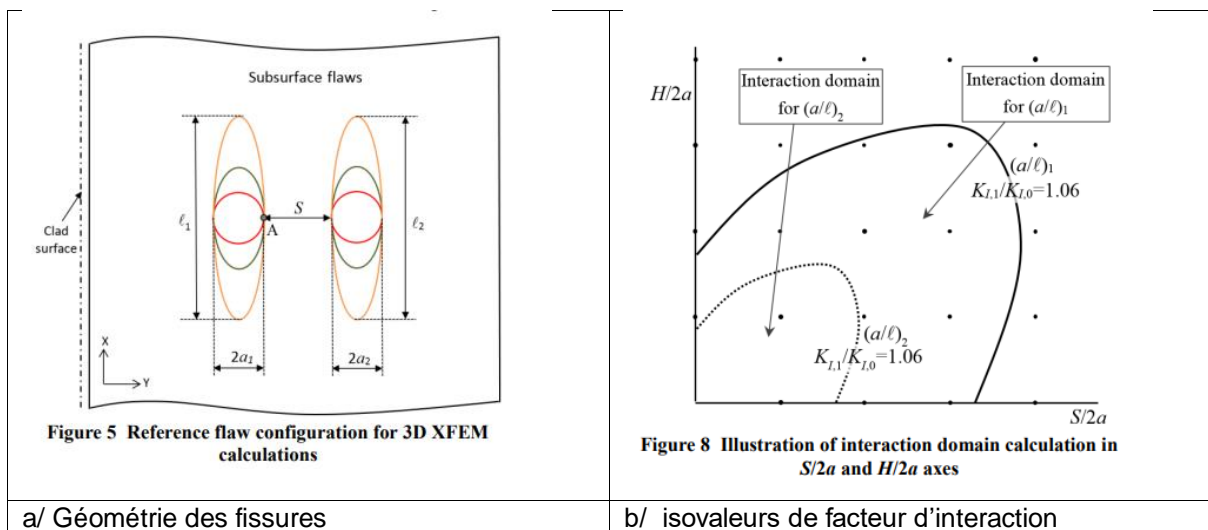 Subsurface flaws
ℓ1
S
A
ℓ2
Clad
surface
X
Y
2a1
2a2
Figure 5 Reference flaw configuration for 3D XFEM
calculations
a/ Géométrie des fissures
H/2a
Interaction domain
for (a/ℓ)2
Interaction domain
for (a/ℓ)1
(a/ℓ)1
KI,1/KI,0=1.06
(a/ℓ)2
KI,1/KI,0=1.06
S/2a
Figure 8 Illustration of interaction domain calculation in
S/2a and H/2a axes
b/ isovaleurs de facteur d'interaction